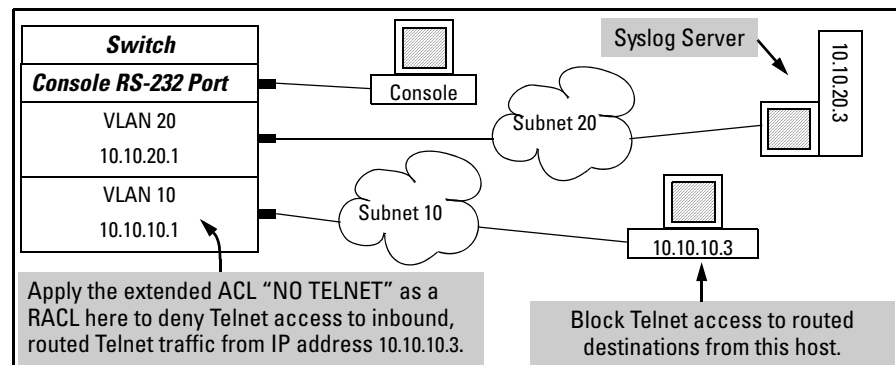 Switch
Console RS-232 Port
VLAN 20
10.10.20.1
VLAN 10
10.10.10.1
Console
Subnet 20
Subnet 10
Syslog Server
10.10.20.3
10.10.10.3
Apply the extended ACL “NO TELNET” as a
RACL here to deny Telnet access to inbound,
routed Telnet traffic from IP address 10.10.10.3.
Block Telnet access to routed
destinations from this host.